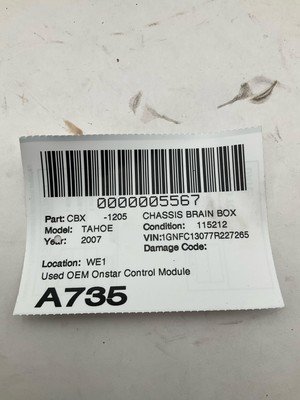 0000005567
Part: CBX -1205 CHASSIS BRAIN BOX
Model: TAHOE Condition: 115212
Year: 2007 VIN:1GNFC13077R227265
Damage Code:
Location: WE1
Used OEM Onstar Control Module
A735